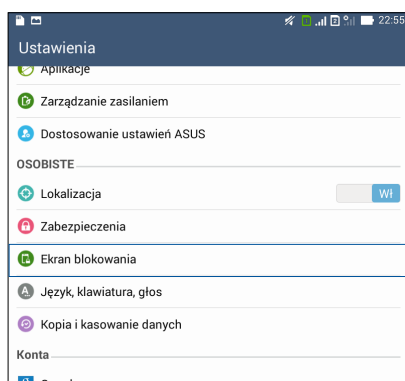 22:55
Ustawienia
Aplikacje
Zarządzanie zasilaniem
Dostosowanie ustawień ASUS
OSOBISTE
Lokalizacja Wł
Zabezpieczenia
Ekran blokowania
Język, klawiatura, głos
Kopia i kasowanie danych
Konta